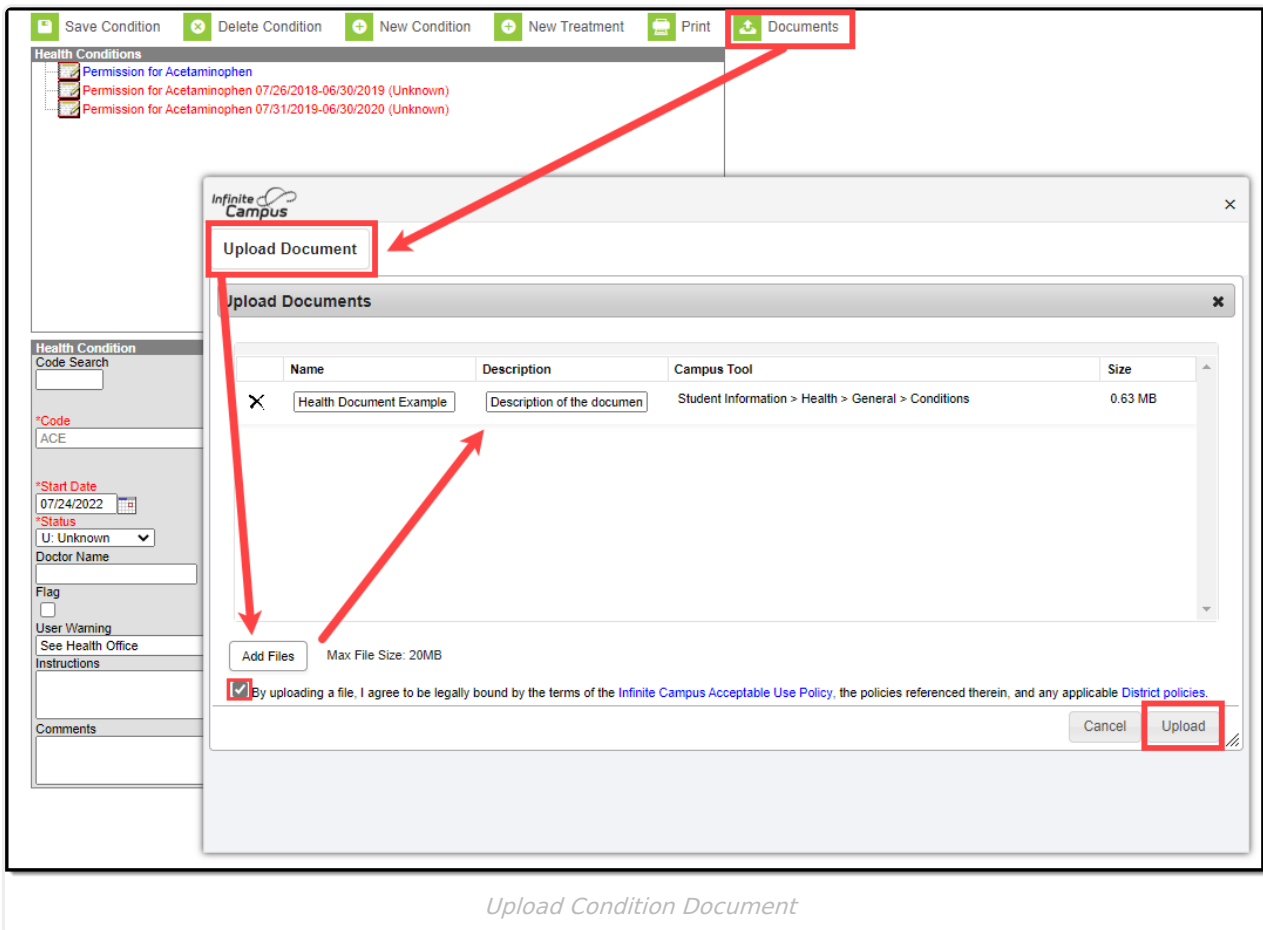 Save Condition Delete Condition New Condition New Treatment Print Documents
Health Conditions
Permission for Acetaminophen
Permission for Acetaminophen 07/26/2018-06/30/2019 (Unknown)
Permission for Acetaminophen 07/31/2019-06/30/2020 (Unknown)
Infinite
Campus
×
Upload Document
Upload Documents
Name Description Campus Tool Size
Health Document Example Description of the documen Student Information > Health > General > Conditions 0.63 MB
Add Files Max File Size: 20MB
By uploading a file, I agree to be legally bound by the terms of the Infinite Campus Acceptable Use Policy, the policies referenced therein, and any applicable District policies.
Cancel Upload
Health Condition
Code Search
*Code
ACE
*Start Date
07/24/2022
*Status
U: Unknown
Doctor Name
Flag
User Warning
See Health Office
Instructions
Comments
Upload Condition Document